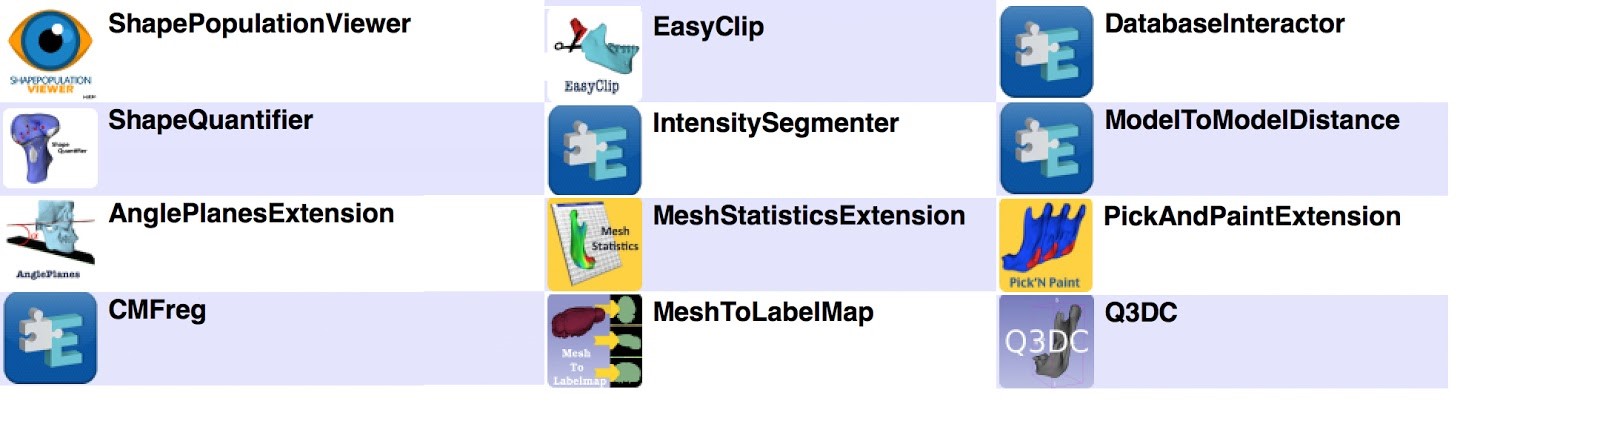 ShapePopulationViewer
SHAPEPOPULATION
VIEWER
EasyClip
EasyClip
DatabaseInteractor
ShapeQuantifier
Shape
Quantifier
IntensitySegmenter
E
E
E
ModelToModelDistance
AnglePlanesExtension
AnglePlanes
MeshStatisticsExtension
Mesh
Statistics
PickAndPaintExtension
Pick'N Paint
CMFreg
E
MeshToLabelMap
Mesh
To
Labelmap
Q3DC
Q3DC